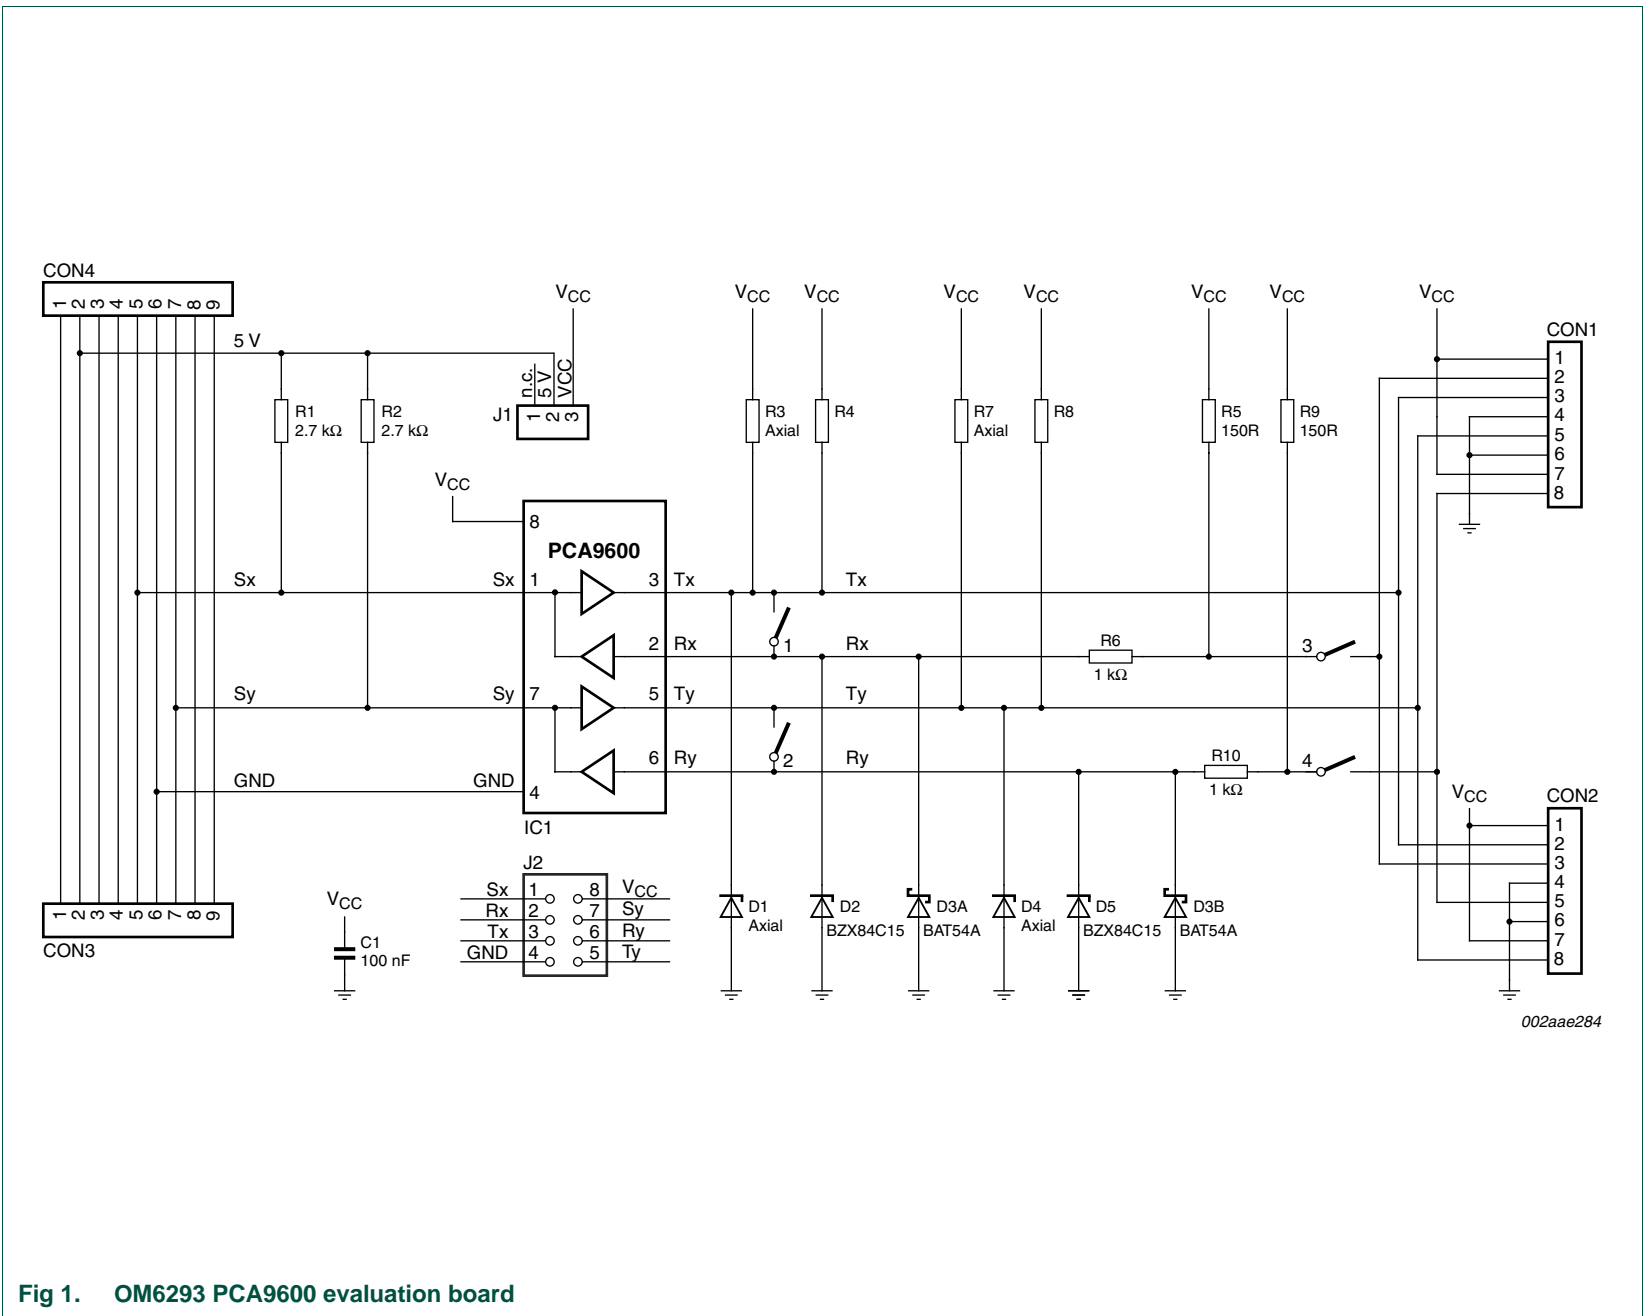 CON4
1 2 3 4 5 6 7 8 9
5 V
R1
2.7 kΩ
R2
2.7 kΩ
VCC
n.c.
5 V
VCC
J1
1 2 3
VCC
R3
Axial
VCC
R4
VCC
R7
Axial
VCC
R8
VCC
R5
150R
VCC
R9
150R
VCC
CON1
1
2
3
4
5
6
7
8
VCC
8
PCA9600
Sx
Sx 1
3 Tx
Tx
1
2 Rx
Rx
R6
1 kΩ
3
Sy
Sy 7
5 Ty
Ty
2
6 Ry
Ry
R10
1 kΩ
4
GND
GND
4
IC1
VCC
CON2
1
2
3
4
5
6
7
8
J2
Sx 1 8 VCC
Rx 2 7 Sy
Tx 3 6 Ry
GND 4 5 Ty
D1
Axial
D2
BZX84C15
D3A
BAT54A
D4
Axial
D5
BZX84C15
D3B
BAT54A
1 2 3 4 5 6 7 8 9
CON3
VCC
C1
100 nF
002aae284
Fig 1. OM6293 PCA9600 evaluation board